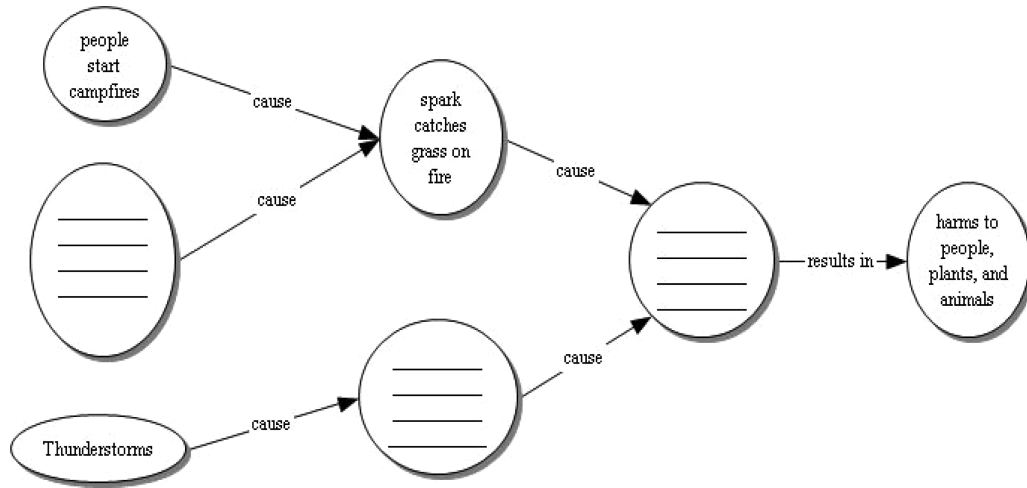 people
start
campfires
cause
spark
catches
grass on
fire
cause
cause
harms to
people,
plants, and
animals
results in
cause
Thunderstorms
cause